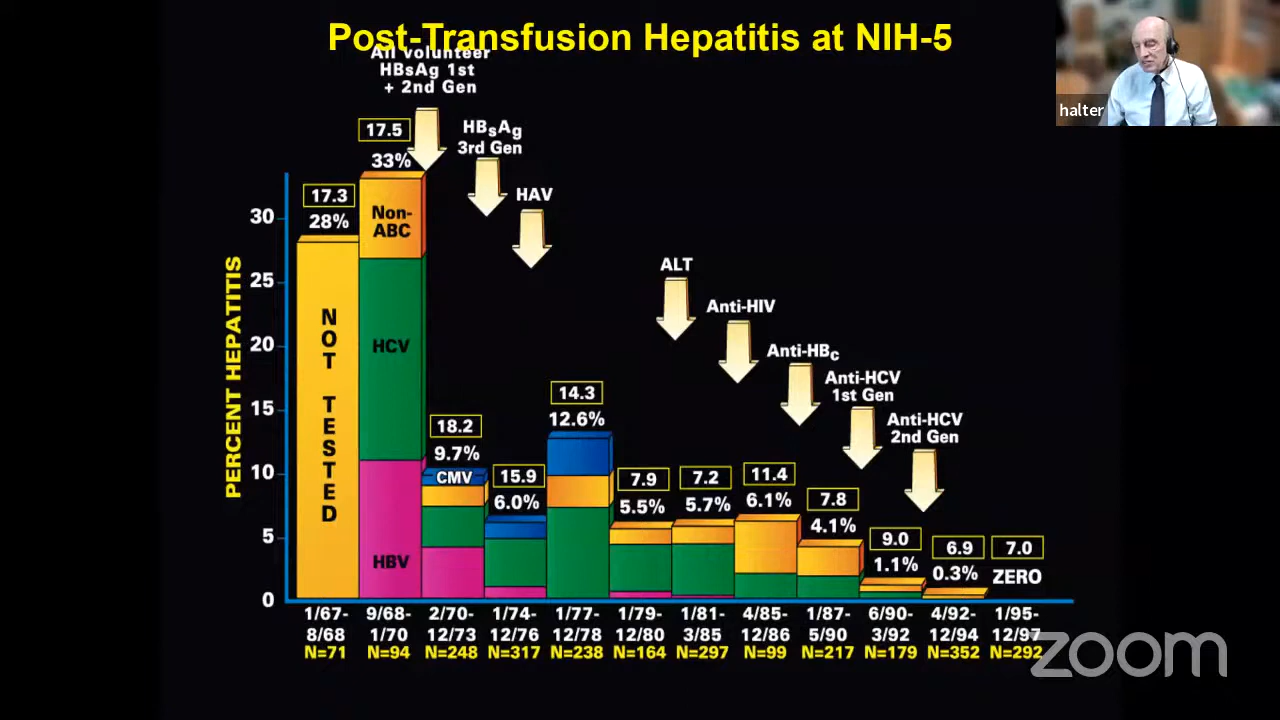 Post-Transfusion Hepatitis at NIH-5
halter
All volunteer
HBsAg 1st
+ 2nd Gen
17.5
33%
HBsAg
3rd Gen
17.3
28%
HAV
ALT
Anti-HIV
Anti-HBc
Anti-HCV
1st Gen
Anti-HCV
2nd Gen
PERCENT HEPATITIS
30
25
20
15
10
5
0
NOT TESTED
Non-
ABC
HCV
HBV
18.2
9.7%
CMV
15.9
6.0%
14.3
12.6%
7.9
5.5%
7.2
5.7%
11.4
6.1%
7.8
4.1%
9.0
1.1%
6.9
0.3%
7.0
ZERO
1/67-
8/68
N=71
9/68-
1/70
N=94
2/70-
12/73
N=248
1/74-
12/76
N=317
1/77-
12/78
N=238
1/79-
12/80
N=164
1/81-
3/85
N=297
4/85-
12/86
N=99
1/87-
5/90
N=217
6/90-
3/92
N=179
4/92-
12/94
N=352
1/95-
12/97
N=292
zoom